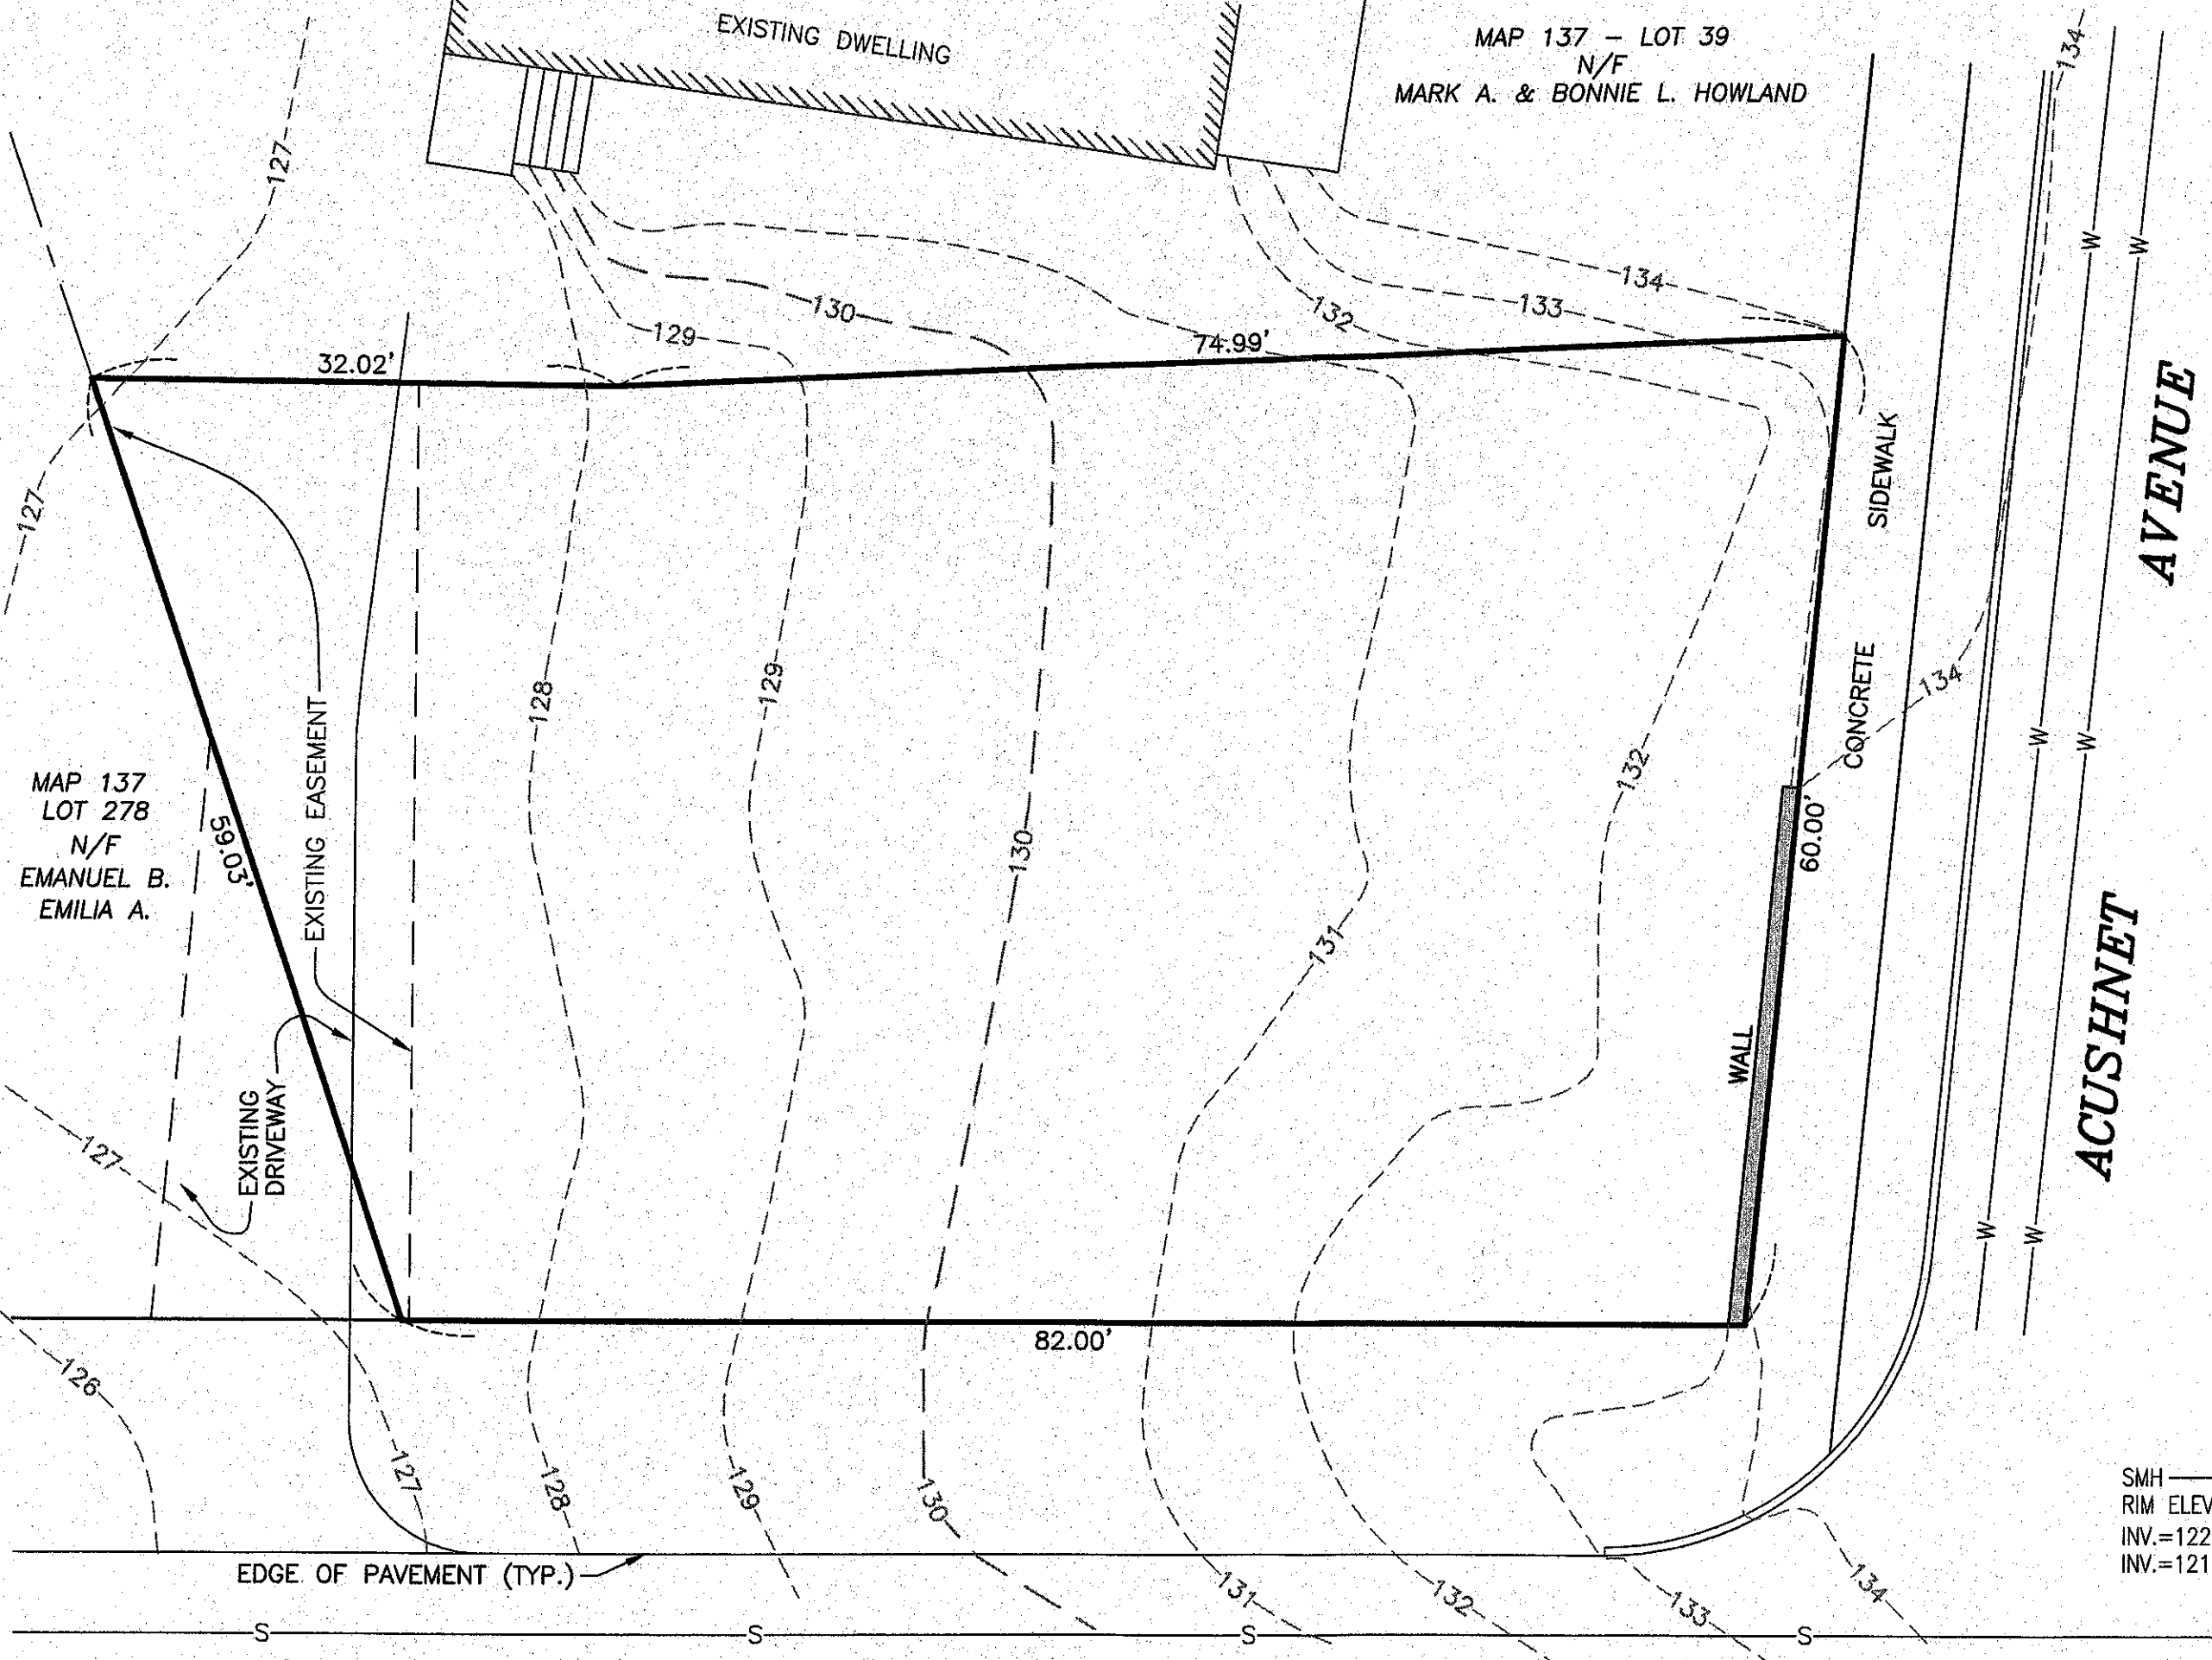 EXISTING DWELLING
MAP 137 - LOT 39
N/F
MARK A. & BONNIE L. HOWLAND
134
127
134
133
132
130
129
74.99'
32.02'
AVENUE
SIDEWALK
127
128
129
134
CONCRETE
132
EXISTING EASEMENT
MAP 137
LOT 278
N/F
EMANUEL B.
EMILIA A.
59.03'
130
60.00'
131
ACUSHNET
WALL
EXISTING
DRIVEWAY
127
82.00'
126
127
128
129
130
131
132
133
134
W
W
W
W
W
W
SMH
RIM ELEV
INV.=122
INV.=121
EDGE OF PAVEMENT (TYP.)
S
S
S
S